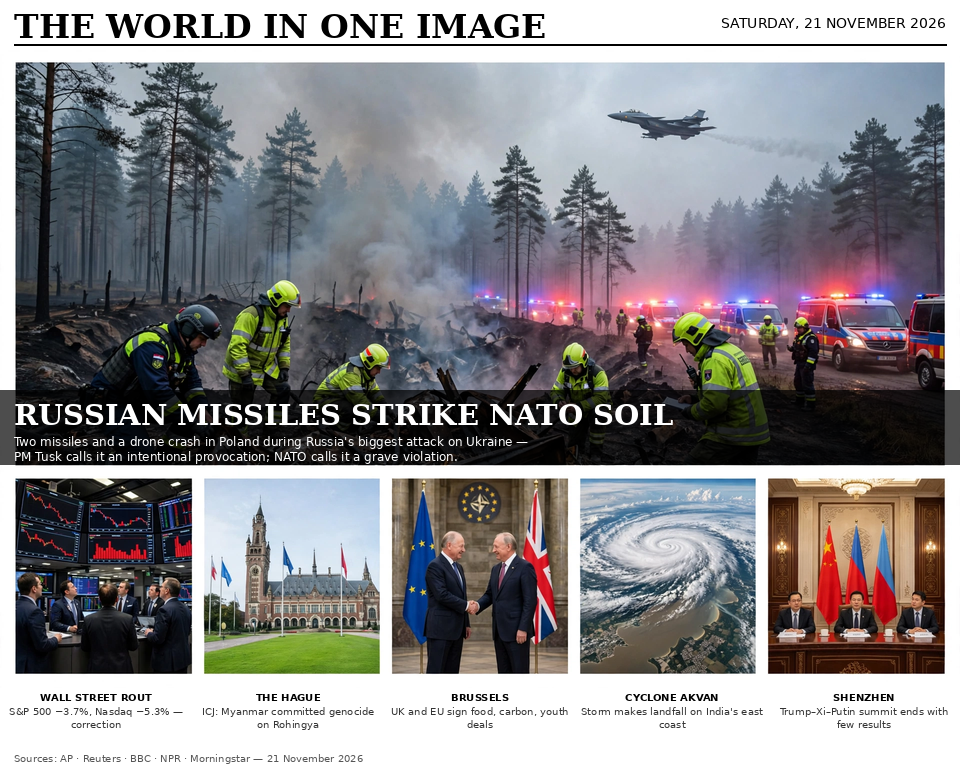 THE WORLD IN ONE IMAGE
SATURDAY, 21 NOVEMBER 2026
RUSSIAN MISSILES STRIKE NATO SOIL
Two missiles and a drone crash in Poland during Russia's biggest attack on Ukraine —
PM Tusk calls it an intentional provocation; NATO calls it a grave violation.
WALL STREET ROUT
S&P 500 −3.7%, Nasdaq −5.3% —
correction
THE HAGUE
ICJ: Myanmar committed genocide
on Rohingya
BRUSSELS
UK and EU sign food, carbon, youth
deals
CYCLONE AKVAN
Storm makes landfall on India's east
coast
SHENZHEN
Trump–Xi–Putin summit ends with
few results
Sources: AP · Reuters · BBC · NPR · Morningstar — 21 November 2026